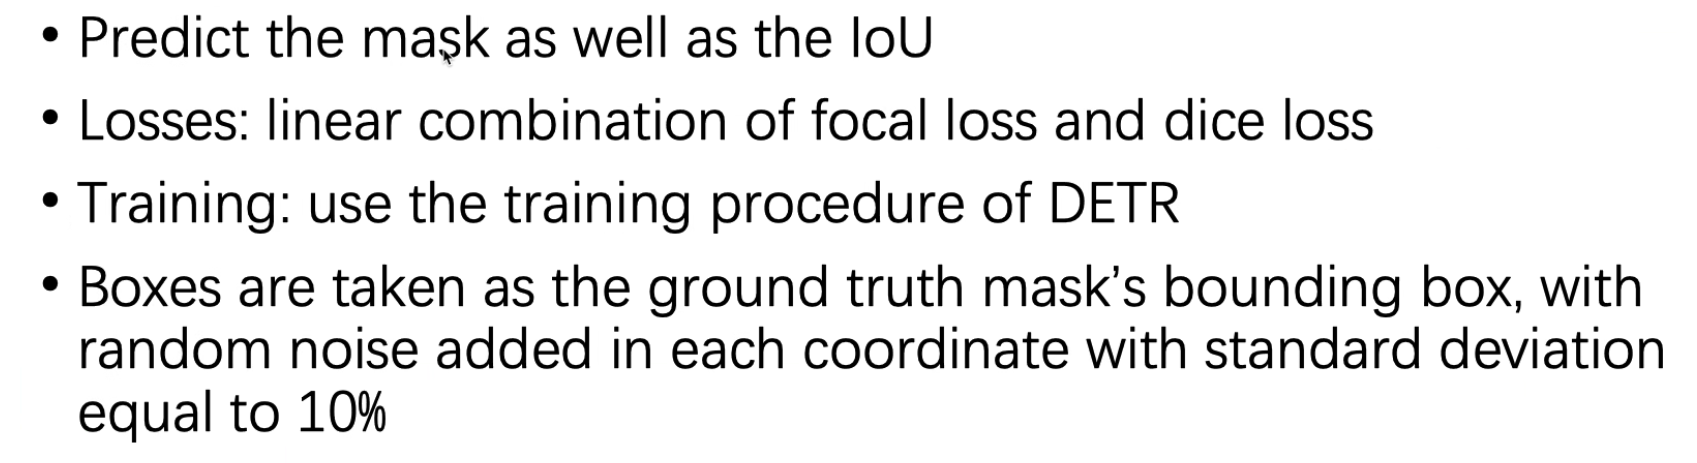 • Predict the mask as well as the IoU
• Losses: linear combination of focal loss and dice loss
• Training: use the training procedure of DETR
• Boxes are taken as the ground truth mask’s bounding box, with
random noise added in each coordinate with standard deviation
equal to 10%